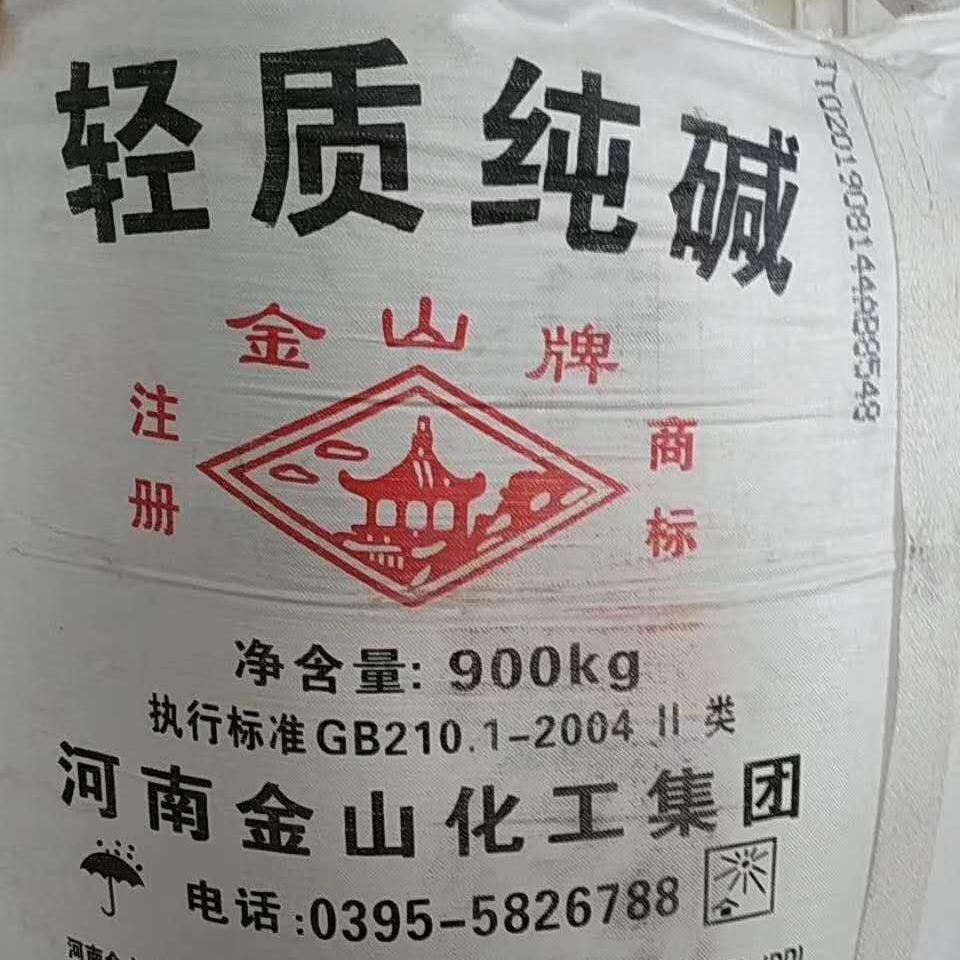 轻质纯碱
金山牌
注册
商标
净含量: 900kg
执行标准GB210.1-2004 II 类
河南金山化工集团
电话:0395-5826788